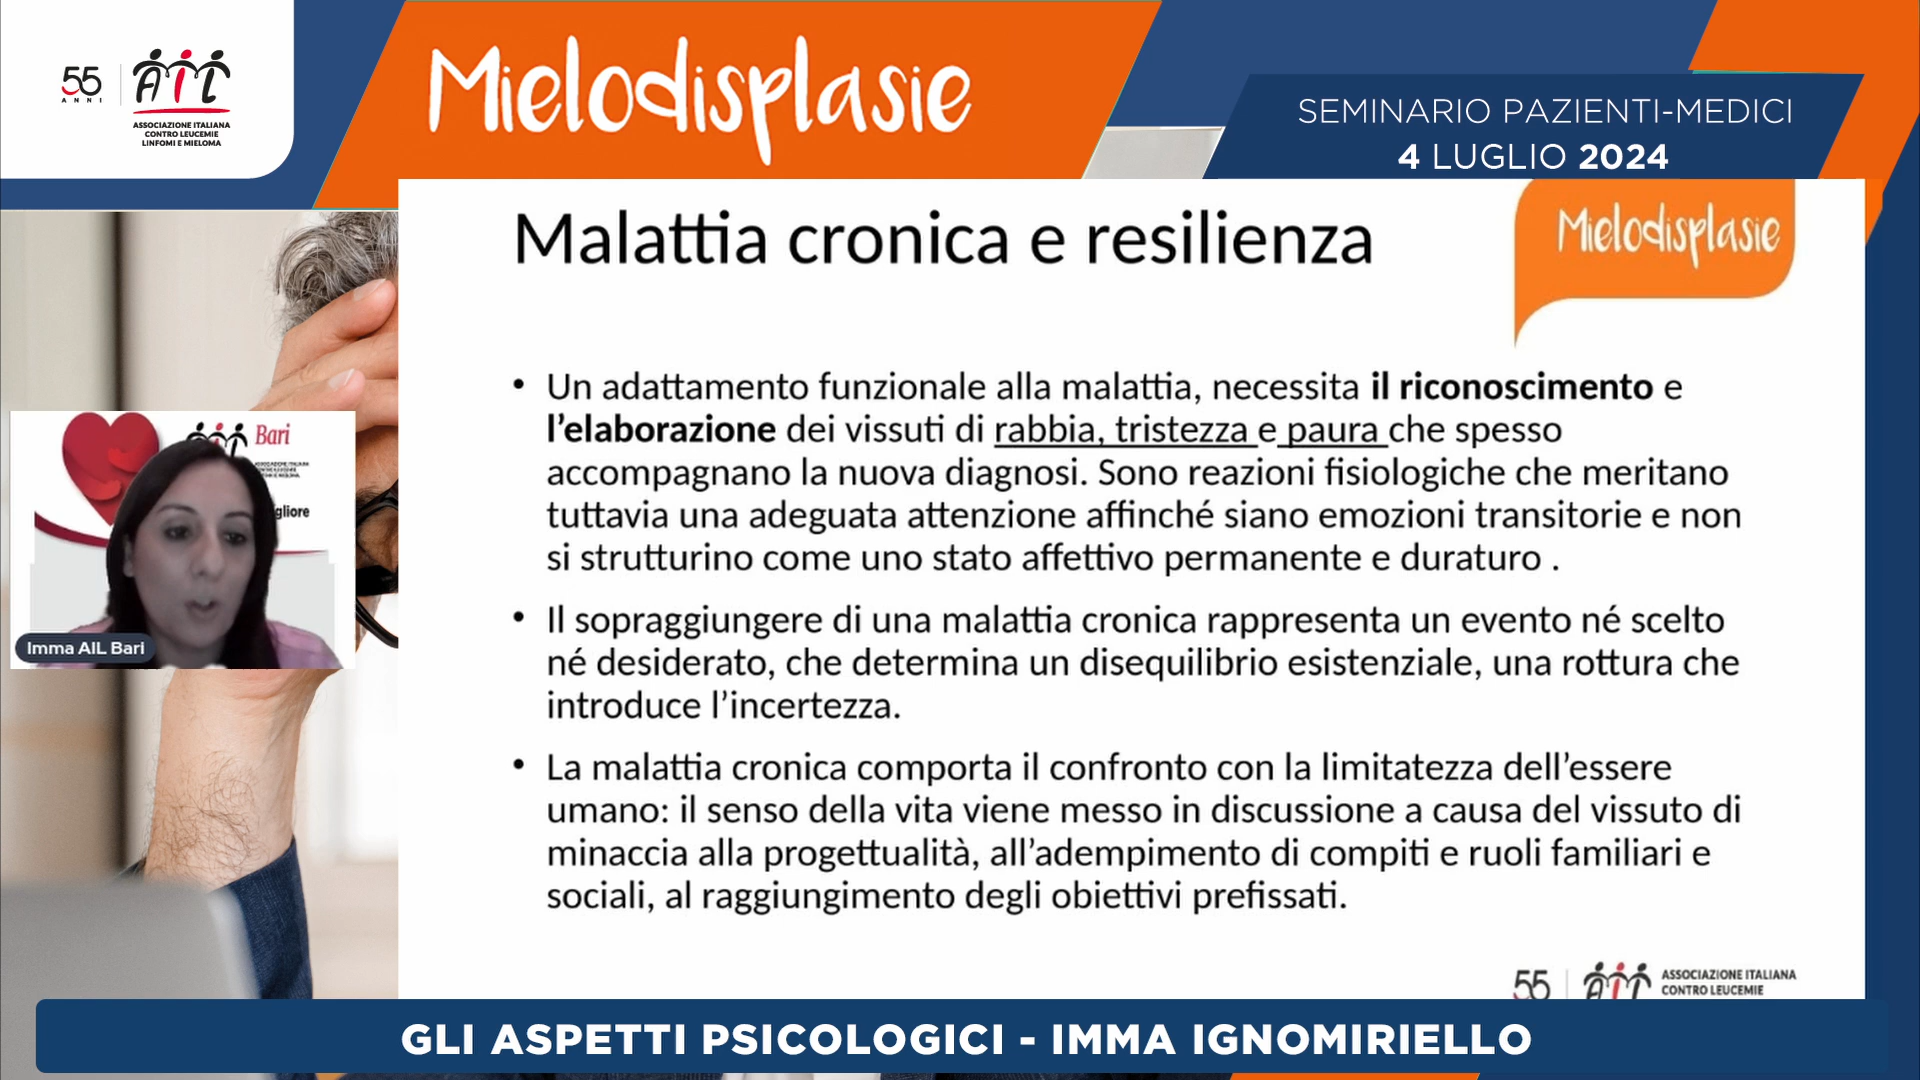 55
ANNI
AIL
ASSOCIAZIONE ITALIANA
CONTRO LEUCEMIE
LINFOMI E MIELOMA
Mielodisplasie
SEMINARIO PAZIENTI-MEDICI
4 LUGLIO 2024
Malattia cronica e resilienza
Mielodisplasie
• Un adattamento funzionale alla malattia, necessita il riconoscimento e
l’elaborazione dei vissuti di rabbia, tristezza e paura che spesso
accompagnano la nuova diagnosi. Sono reazioni fisiologiche che meritano
tuttavia una adeguata attenzione affinché siano emozioni transitorie e non
si strutturino come uno stato affettivo permanente e duraturo .
• Il sopraggiungere di una malattia cronica rappresenta un evento né scelto
né desiderato, che determina un disequilibrio esistenziale, una rottura che
introduce l’incertezza.
• La malattia cronica comporta il confronto con la limitatezza dell’essere
umano: il senso della vita viene messo in discussione a causa del vissuto di
minaccia alla progettualità, all’adempimento di compiti e ruoli familiari e
sociali, al raggiungimento degli obiettivi prefissati.
Bari
gliore
Imma AIL Bari
55
AIL
ASSOCIAZIONE ITALIANA
CONTRO LEUCEMIE
GLI ASPETTI PSICOLOGICI - IMMA IGNOMIRIELLO